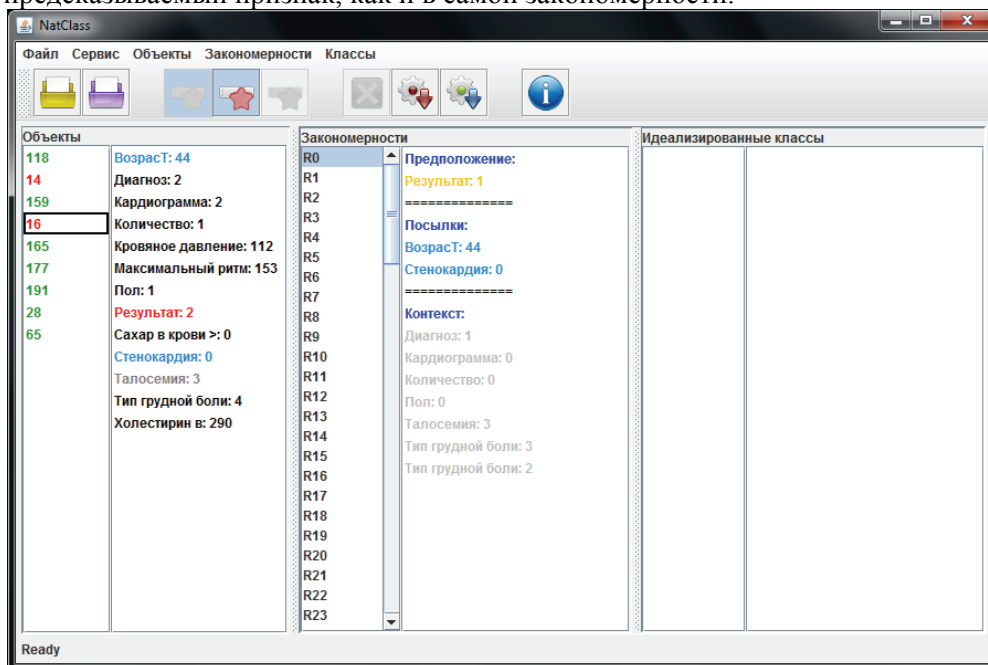 предсказываемый признак, как и в самой закономерности.
NatClass
Файл Сервис Объекты Закономерности Классы
Объекты
118
14
159
16
165
177
191
28
65
ВозрасТ: 44
Диагноз: 2
Кардиограмма: 2
Количество: 1
Кровяное давление: 112
Максимальный ритм: 153
Пол: 1
Результат: 2
Сахар в крови >: 0
Стенокардия: 0
Талосемия: 3
Тип грудной боли: 4
Холестирин в: 290
Закономерности
R0
R1
R2
R3
R4
R5
R6
R7
R8
R9
R10
R11
R12
R13
R14
R15
R16
R17
R18
R19
R20
R21
R22
R23
Предположение:
Результат: 1
==============
Посылки:
ВозрасТ: 44
Стенокардия: 0
==============
Контекст:
Диагноз: 1
Кардиограмма: 0
Количество: 0
Пол: 0
Талосемия: 3
Тип грудной боли: 3
Тип грудной боли: 2
Идеализированные классы
Ready